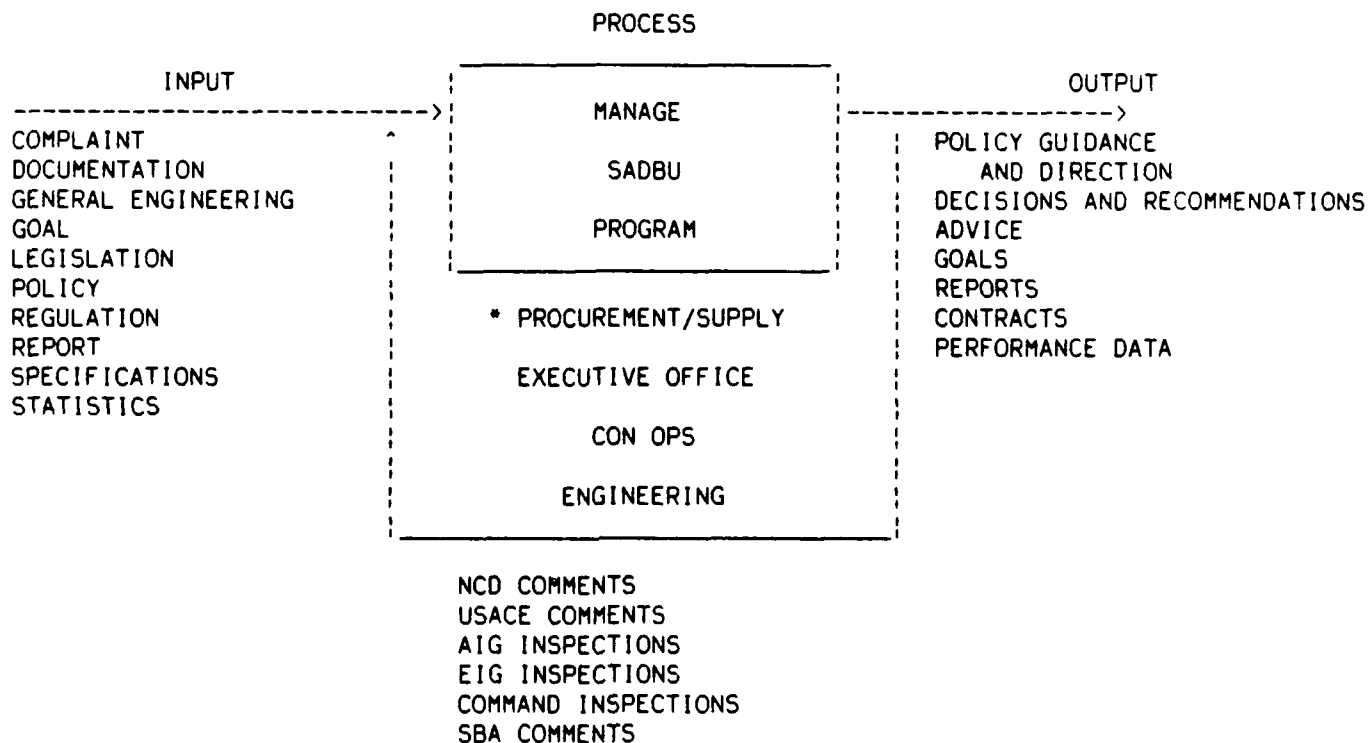 PROCESS
INPUT
OUTPUT
MANAGE
SADBU
PROGRAM
COMPLAINT
DOCUMENTATION
GENERAL ENGINEERING
GOAL
LEGISLATION
POLICY
REGULATION
REPORT
SPECIFICATIONS
STATISTICS
* PROCUREMENT/SUPPLY
EXECUTIVE OFFICE
CON OPS
ENGINEERING
POLICY GUIDANCE
AND DIRECTION
DECISIONS AND RECOMMENDATIONS
ADVICE
GOALS
REPORTS
CONTRACTS
PERFORMANCE DATA
NCD COMMENTS
USACE COMMENTS
AIG INSPECTIONS
EIG INSPECTIONS
COMMAND INSPECTIONS
SBA COMMENTS